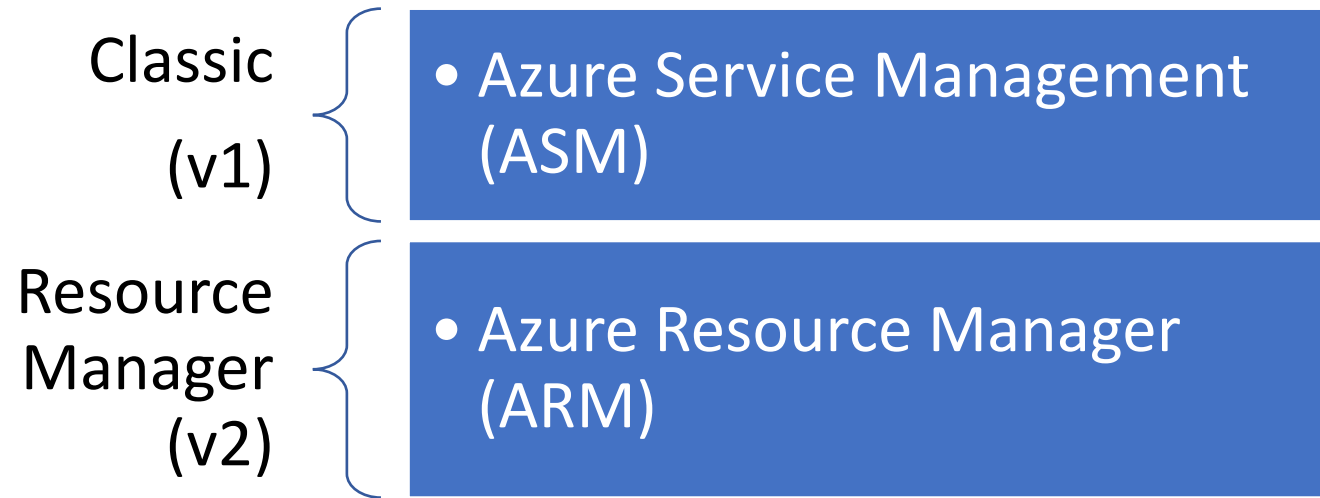 Classic
(v1)
• Azure Service Management
(ASM)
Resource
Manager
(v2)
• Azure Resource Manager
(ARM)